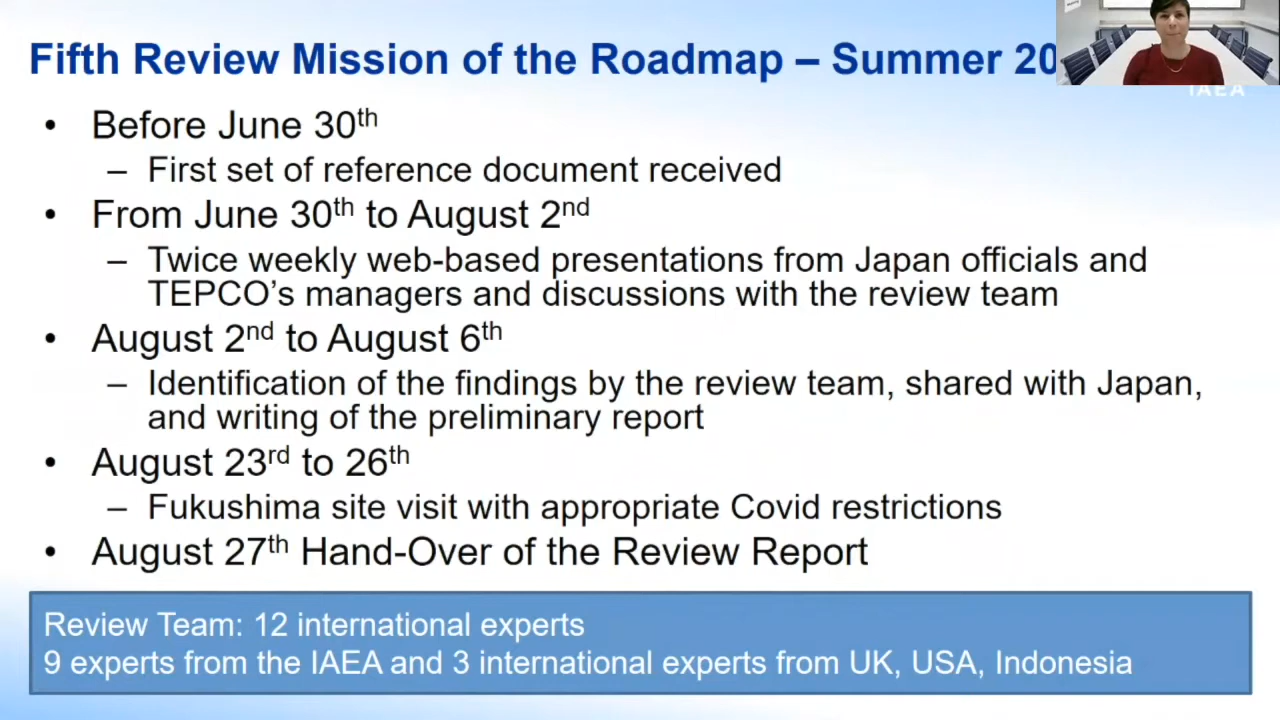 Fifth Review Mission of the Roadmap – Summer 20
IAEA
• Before June 30th
– First set of reference document received
• From June 30th to August 2nd
– Twice weekly web-based presentations from Japan officials and
TEPCO’s managers and discussions with the review team
• August 2nd to August 6th
– Identification of the findings by the review team, shared with Japan,
and writing of the preliminary report
• August 23rd to 26th
– Fukushima site visit with appropriate Covid restrictions
• August 27th Hand-Over of the Review Report
Review Team: 12 international experts
9 experts from the IAEA and 3 international experts from UK, USA, Indonesia